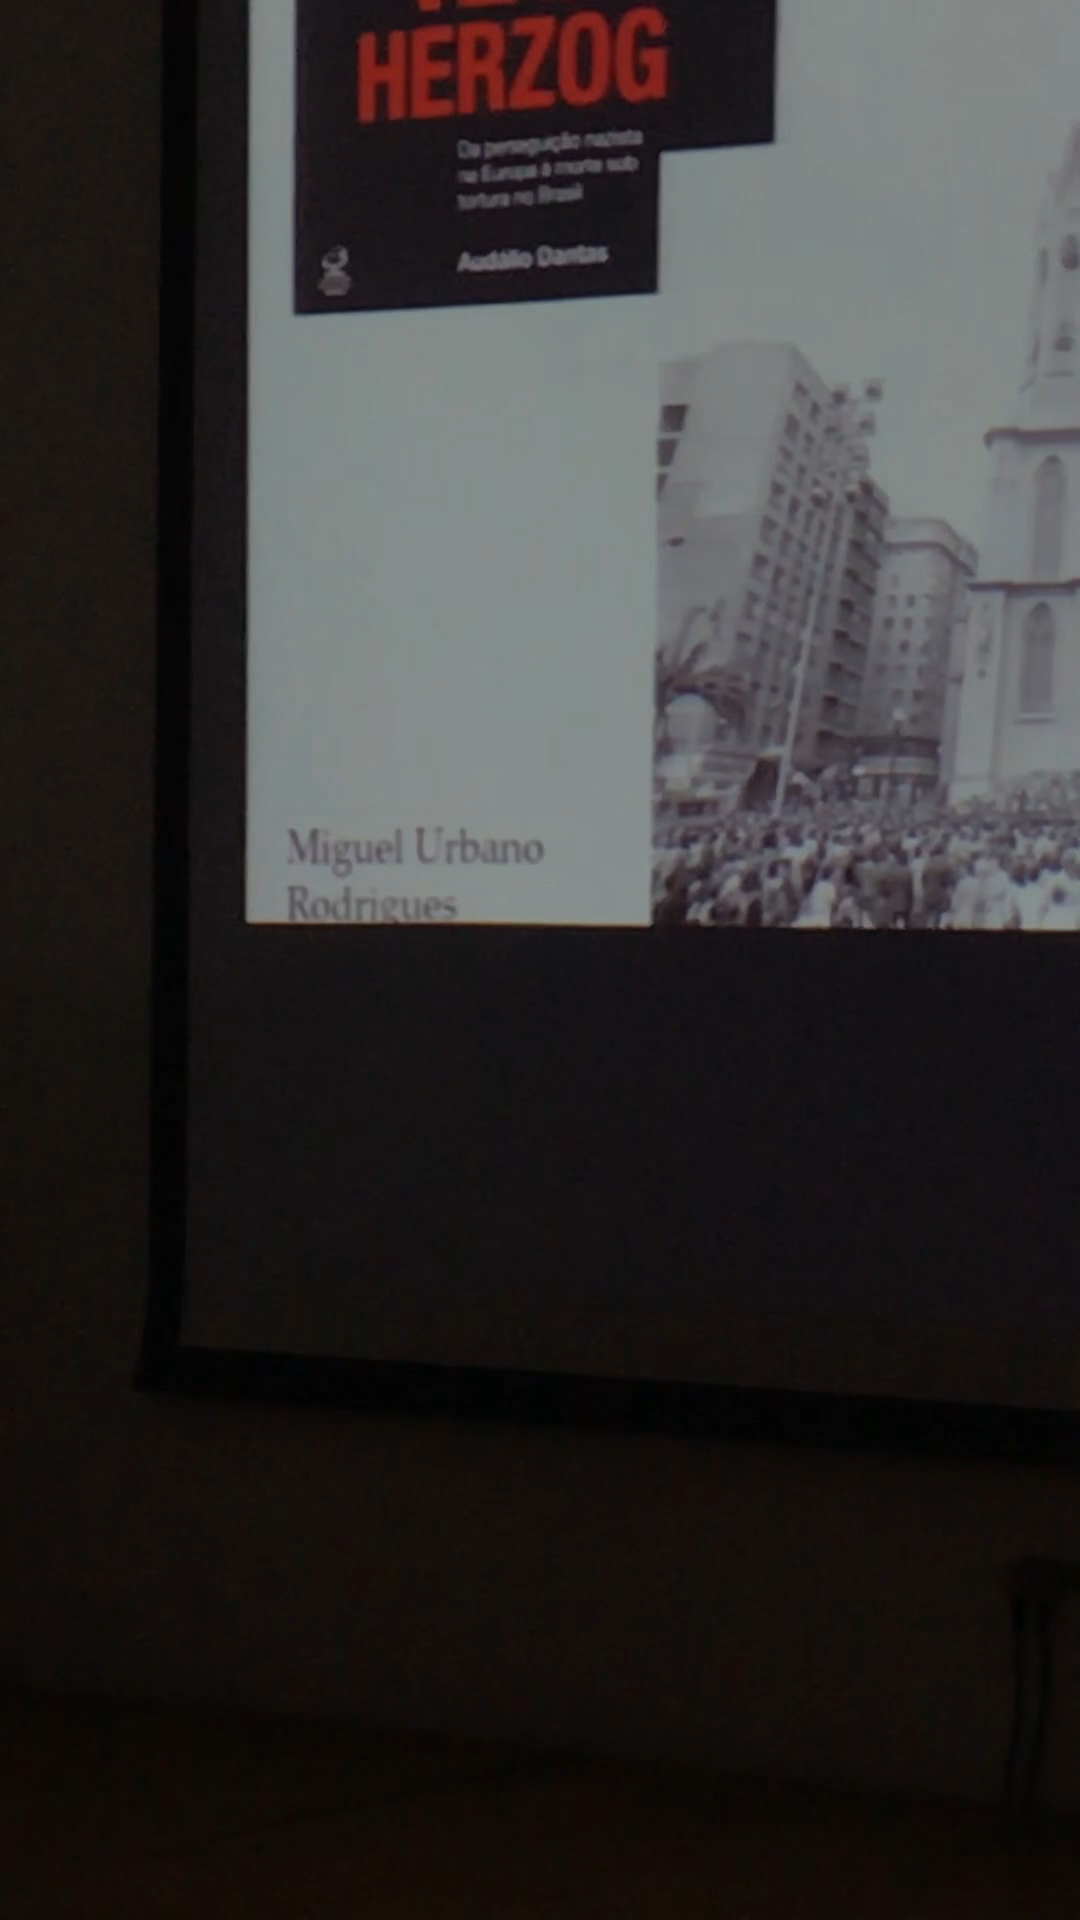 HERZOG
Da perseguição nazista
na Europa à morte sob
tortura no Brasil
Audálio Dantas
Miguel Urbano
Rodrigues